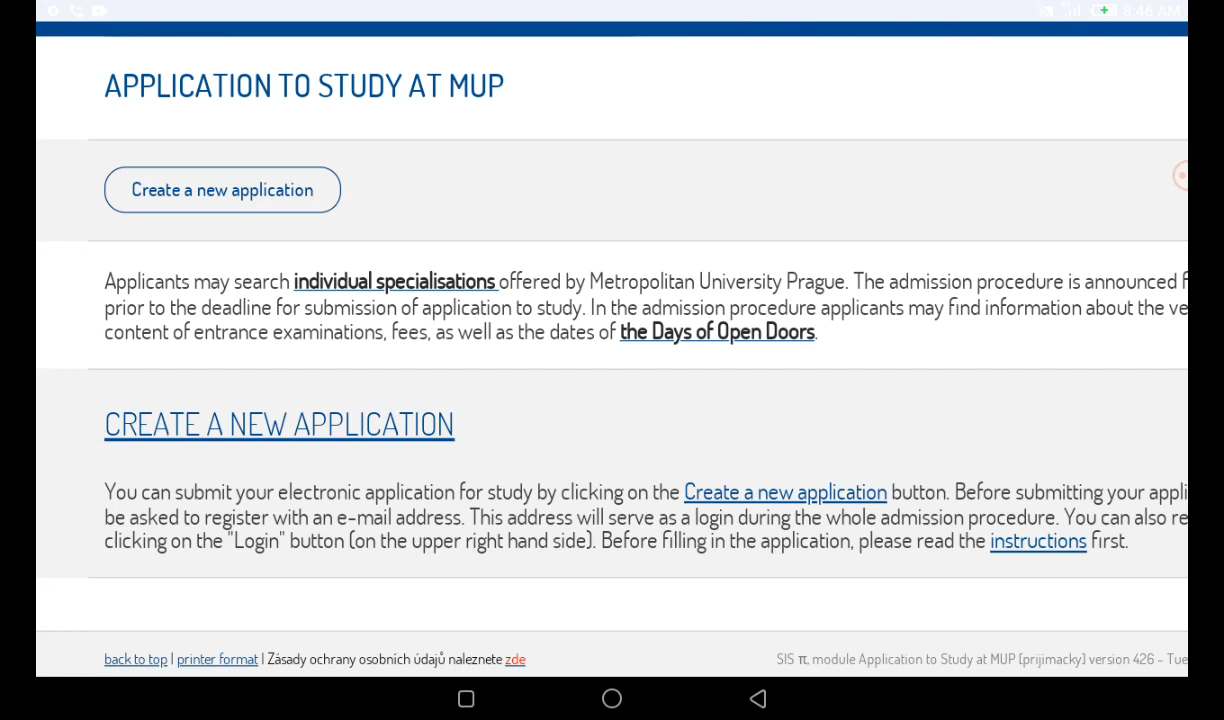 8:46 AM
APPLICATION TO STUDY AT MUP
Create a new application
Applicants may search individual specialisations offered by Metropolitan University Prague. The admission procedure is announced
prior to the deadline for submission of application to study. In the admission procedure applicants may find information about the
content of entrance examinations, fees, as well as the dates of the Days of Open Doors.
CREATE A NEW APPLICATION
You can submit your electronic application for study by clicking on the Create a new application button. Before submitting your
be asked to register with an e-mail address. This address will serve as a login during the whole admission procedure. You can also
clicking on the "Login" button (on the upper right hand side). Before filling in the application, please read the instructions first.
back to top | printer format | Zásady ochrany osobních údajů naleznete zde
SIS π, module Application to Study at MUP [prijimacky] version 426 - Tue